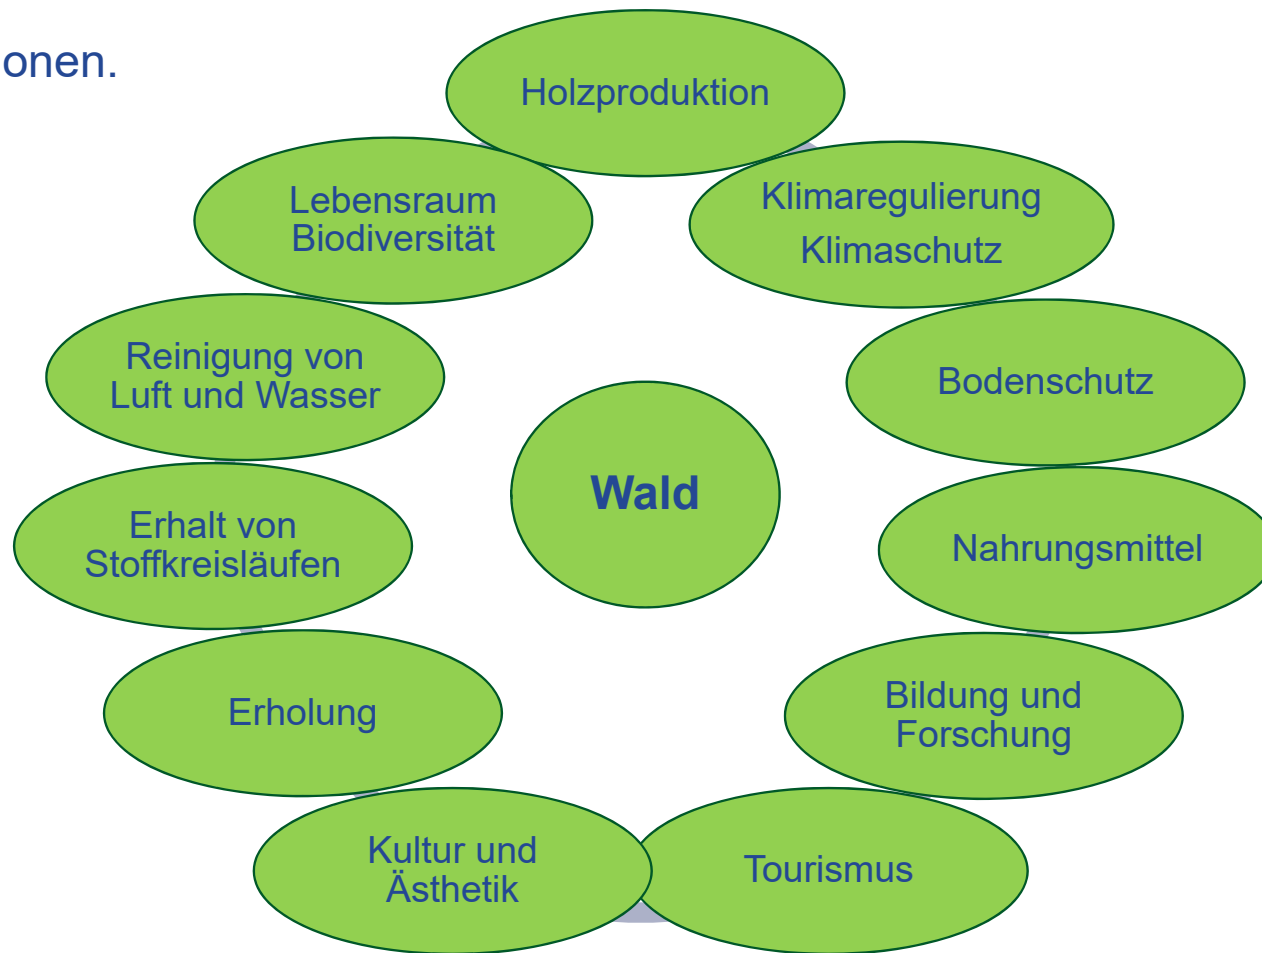 onen.
Holzproduktion
Klimaregulierung
Klimaschutz
Bodenschutz
Nahrungsmittel
Bildung und
Forschung
Tourismus
Kultur und
Ästhetik
Erholung
Erhalt von
Stoffkreisläufen
Reinigung von
Luft und Wasser
Lebensraum
Biodiversität
Wald